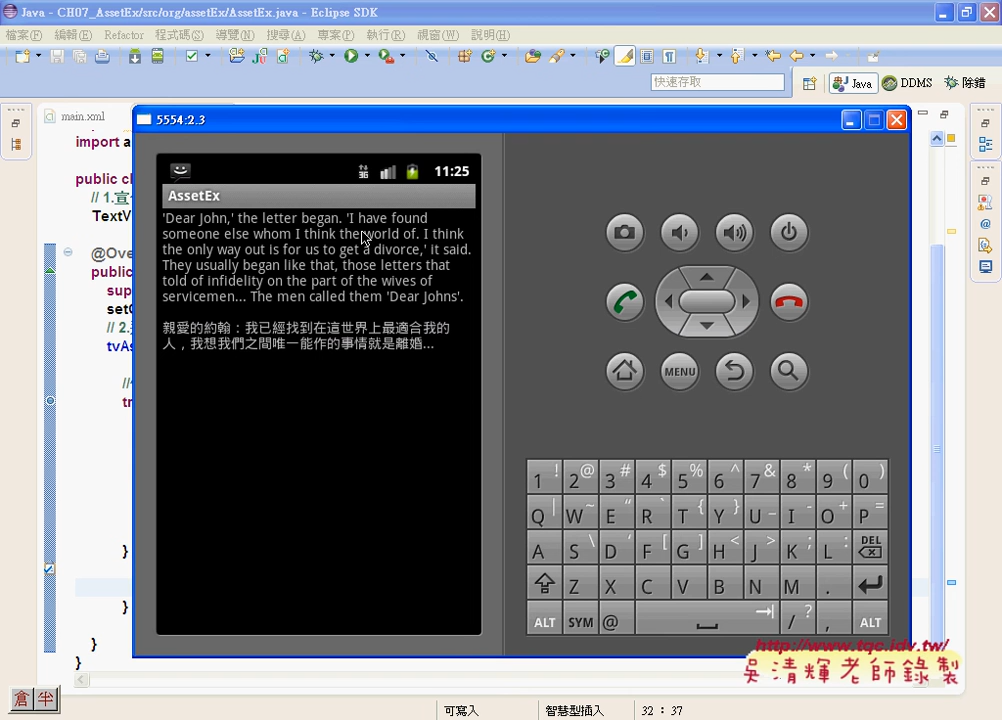 Java - CH07_AssetEx/src/org/assetEx/AssetEx.java - Eclipse SDK
檔案(F) 編輯(E) Refactor 程式碼(S) 導覽(N) 搜尋(A) 專案(P) 執行(R) 視窗(W) 說明(H)
快速存取
Java
DDMS
除錯
main.xml
5554:2.3
import a
public cl
// 1.宣
TextV
@Ove
public
sup
set
// 2.
tvAs
//
tr
}
}
}
}
3G
11:25
AssetEx
'Dear John,' the letter began. 'I have found
someone else whom I think the world of. I think
the only way out is for us to get a divorce,' it said.
They usually began like that, those letters that
told of infidelity on the part of the wives of
servicemen... The men called them 'Dear Johns'.
親愛的約翰：我已經找到在這世界上最適合我的
人，我想我們之間唯一能作的事情就是離婚...
MENU
1 ! 2 @ 3 # 4 $ 5 % 6 ^ 7 & 8 * 9 ( 0 )
Q | W ~ E " R ` T { Y } U _ I - O + P =
A S \ D ' F [ G ] H < J > K ; L : DEL
Z X C V B N M .
ALT SYM @ / ? , ALT
http://www.tqc.idv.tw/
吳清輝老師錄製
倉 半
可寫入
智慧型插入
32 : 37